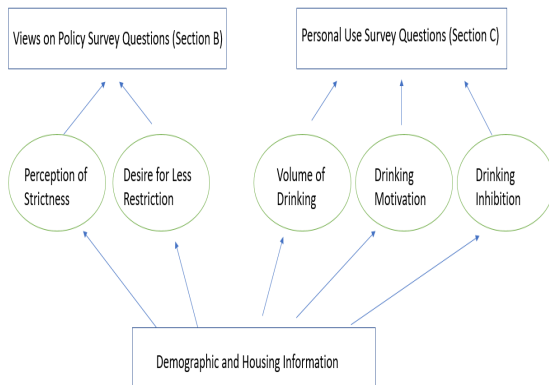 Views on Policy Survey Questions (Section B)
Personal Use Survey Questions (Section C)
Perception of
Strictness
Desire for Less
Restriction
Volume of
Drinking
Drinking
Motivation
Drinking
Inhibition
Demographic and Housing Information